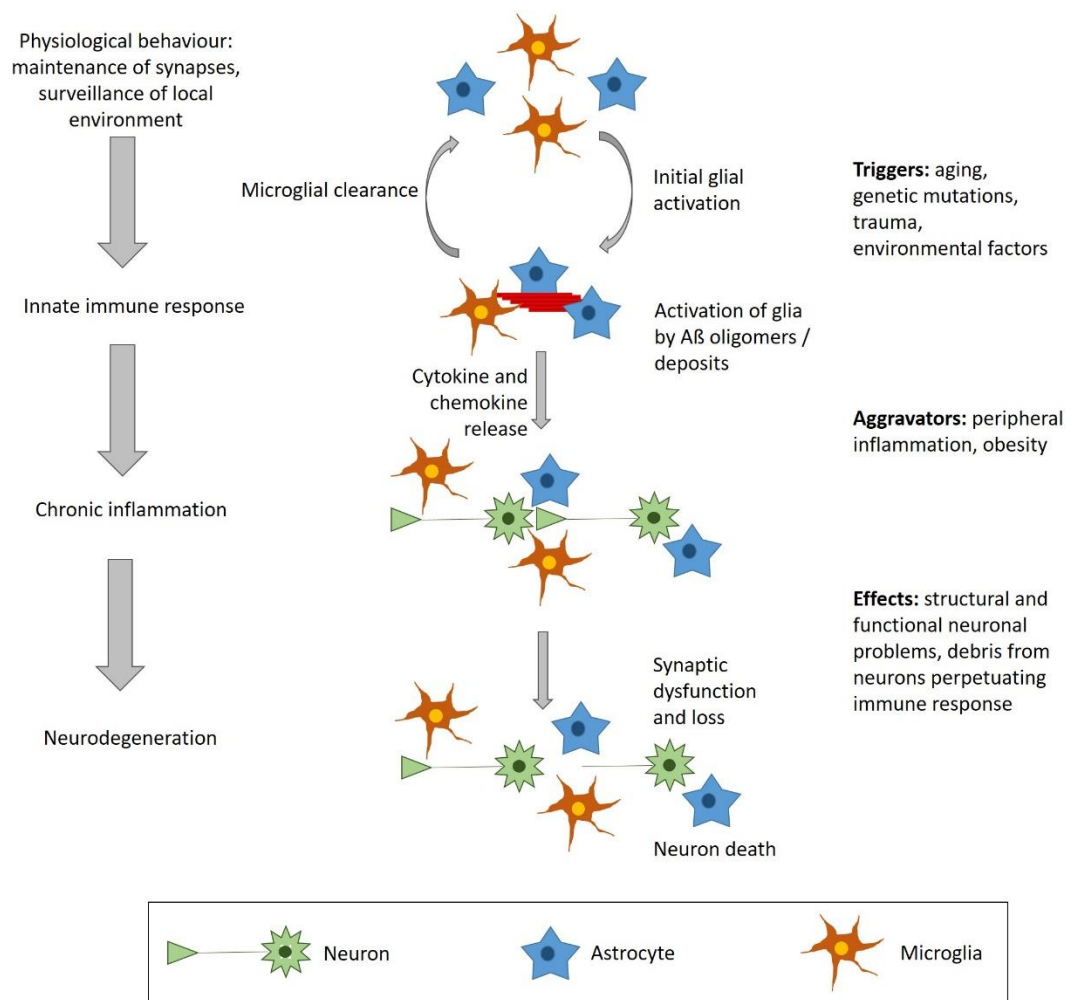 Physiological behaviour:
maintenance of synapses,
surveillance of local
environment
Microglial clearance
Initial glial
activation
Triggers: aging,
genetic mutations,
trauma,
environmental factors
Innate immune response
Activation of glia
by Aß oligomers /
deposits
Cytokine and
chemokine
release
Aggravators: peripheral
inflammation, obesity
Chronic inflammation
Effects: structural and
functional neuronal
problems, debris from
neurons perpetuating
immune response
Synaptic
dysfunction
and loss
Neurodegeneration
Neuron death
Neuron
Astrocyte
Microglia